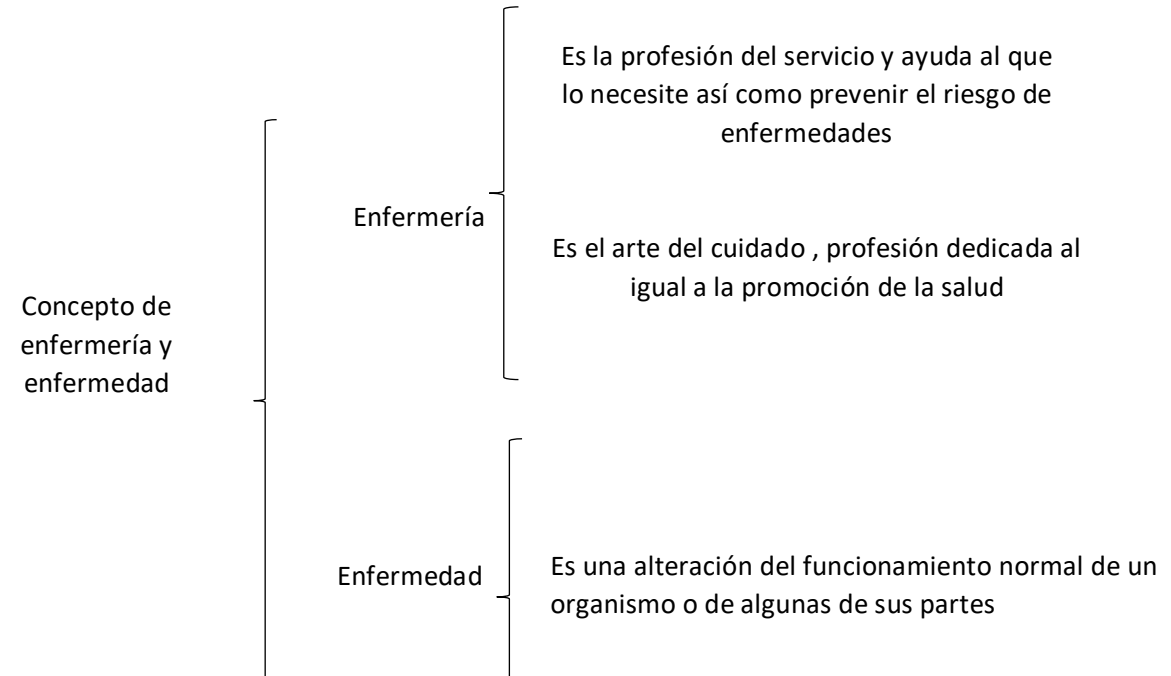 Es la profesión del servicio y ayuda al que
lo necesite así como prevenir el riesgo de
enfermedades
Enfermería
Es el arte del cuidado , profesión dedicada al
igual a la promoción de la salud
Concepto de
enfermería y
enfermedad
Enfermedad
Es una alteración del funcionamiento normal de un
organismo o de algunas de sus partes